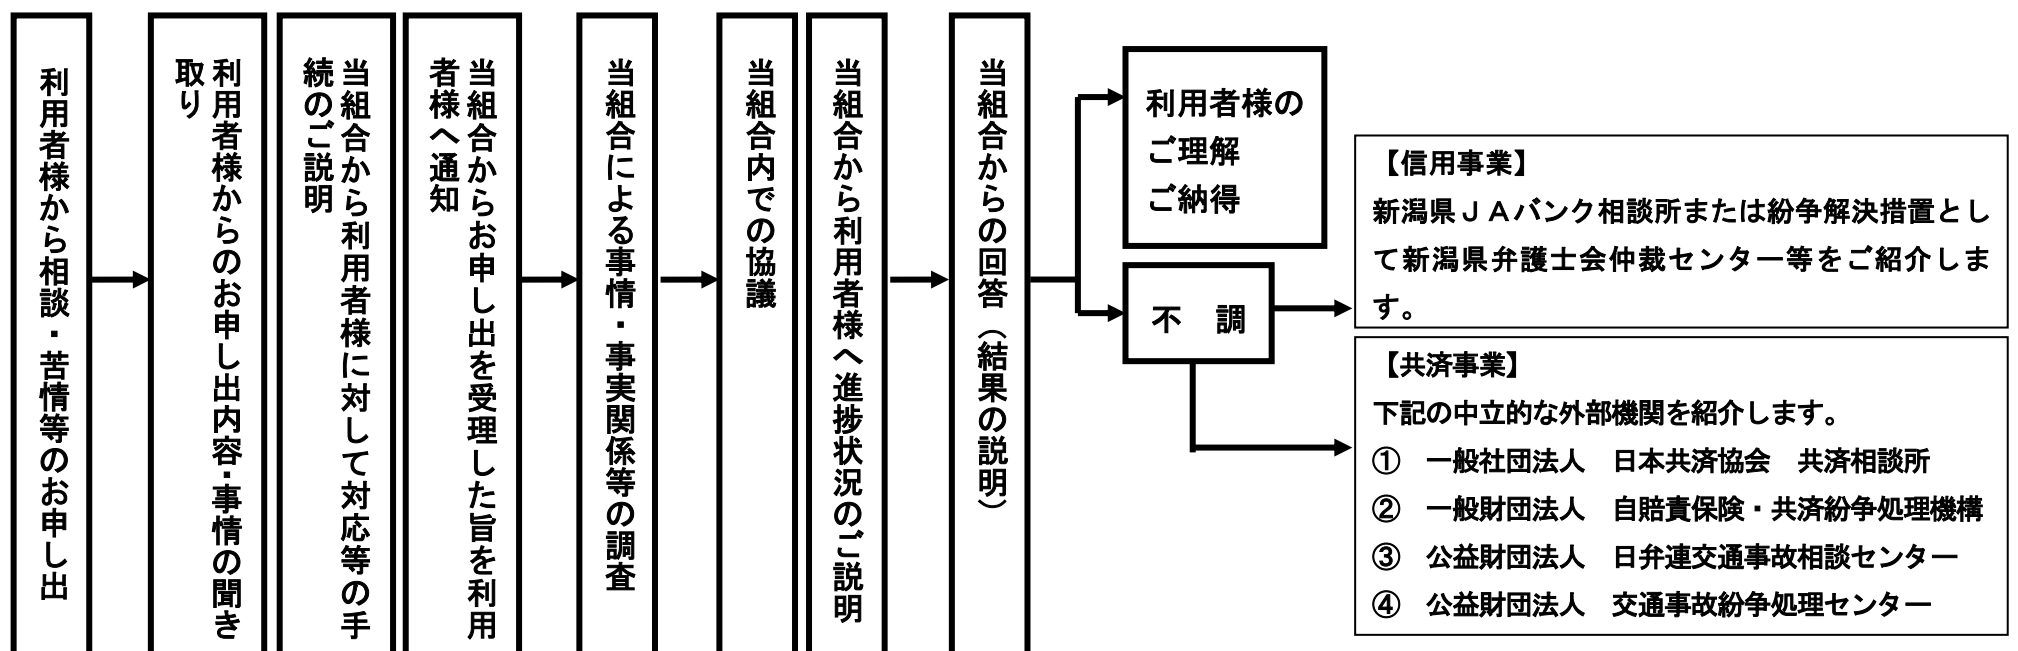 利用者様から相談・苦情等のお申し出
利用者様からのお申し出内容・事情の聞き
取り
当組合から利用者様に対して対応等の手
続のご説明
当組合からお申し出を受理した旨を利用
者様へ通知
当組合による事情・事実関係等の調査
当組合内での協議
当組合から利用者様へ進捗状況のご説明
当組合からの回答（結果の説明）
利用者様の
ご理解
ご納得
不　調
【信用事業】
新潟県ＪＡバンク相談所または紛争解決措置とし
て新潟県弁護士会仲裁センター等をご紹介しま
す。
【共済事業】
下記の中立的な外部機関を紹介します。
①　一般社団法人　日本共済協会　共済相談所
②　一般財団法人　自賠責保険・共済紛争処理機構
③　公益財団法人　日弁連交通事故相談センター
④　公益財団法人　交通事故紛争処理センター